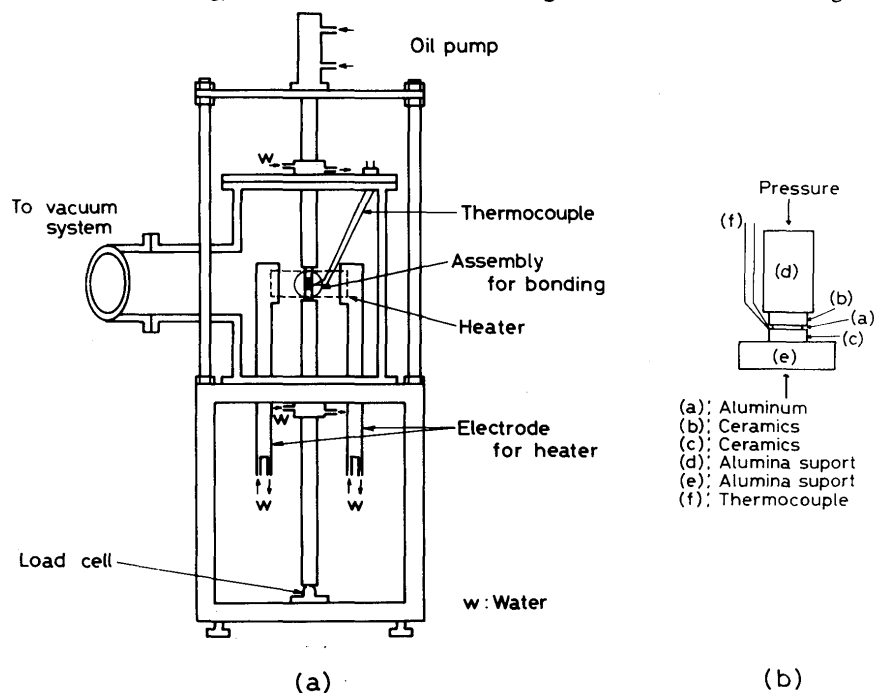 Oil pump
W
To vacuum
system
Thermocouple
Assembly
for bonding
Heater
W
Electrode
for heater
W
W
Load cell
w : Water
(a)
Pressure
(f)
(d)
(b)
(a)
(c)
(e)
(a); Aluminum
(b); Ceramics
(c); Ceramics
(d); Alumina suport
(e); Alumina suport
(f); Thermocouple
(b)